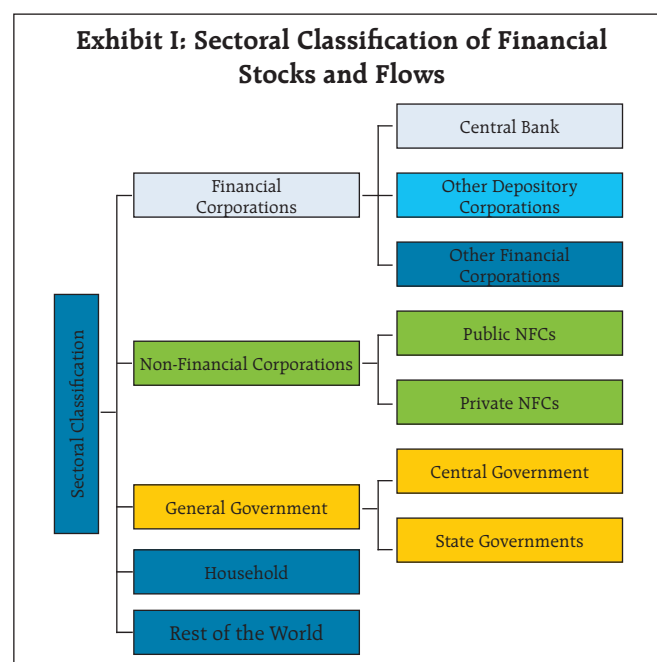 Exhibit I: Sectoral Classification of Financial
Stocks and Flows
Sectoral Classification
Financial
Corporations
Central Bank
Other Depository
Corporations
Other Financial
Corporations
Non-Financial Corporations
Public NFCs
Private NFCs
General Government
Central Government
State Governments
Household
Rest of the World